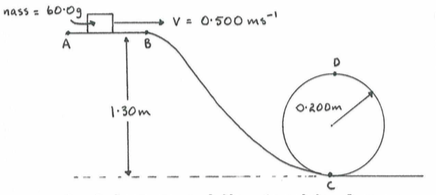 mass = 60.0g
V = 0.500 ms⁻¹
A
B
1.30m
D
0.200m
C